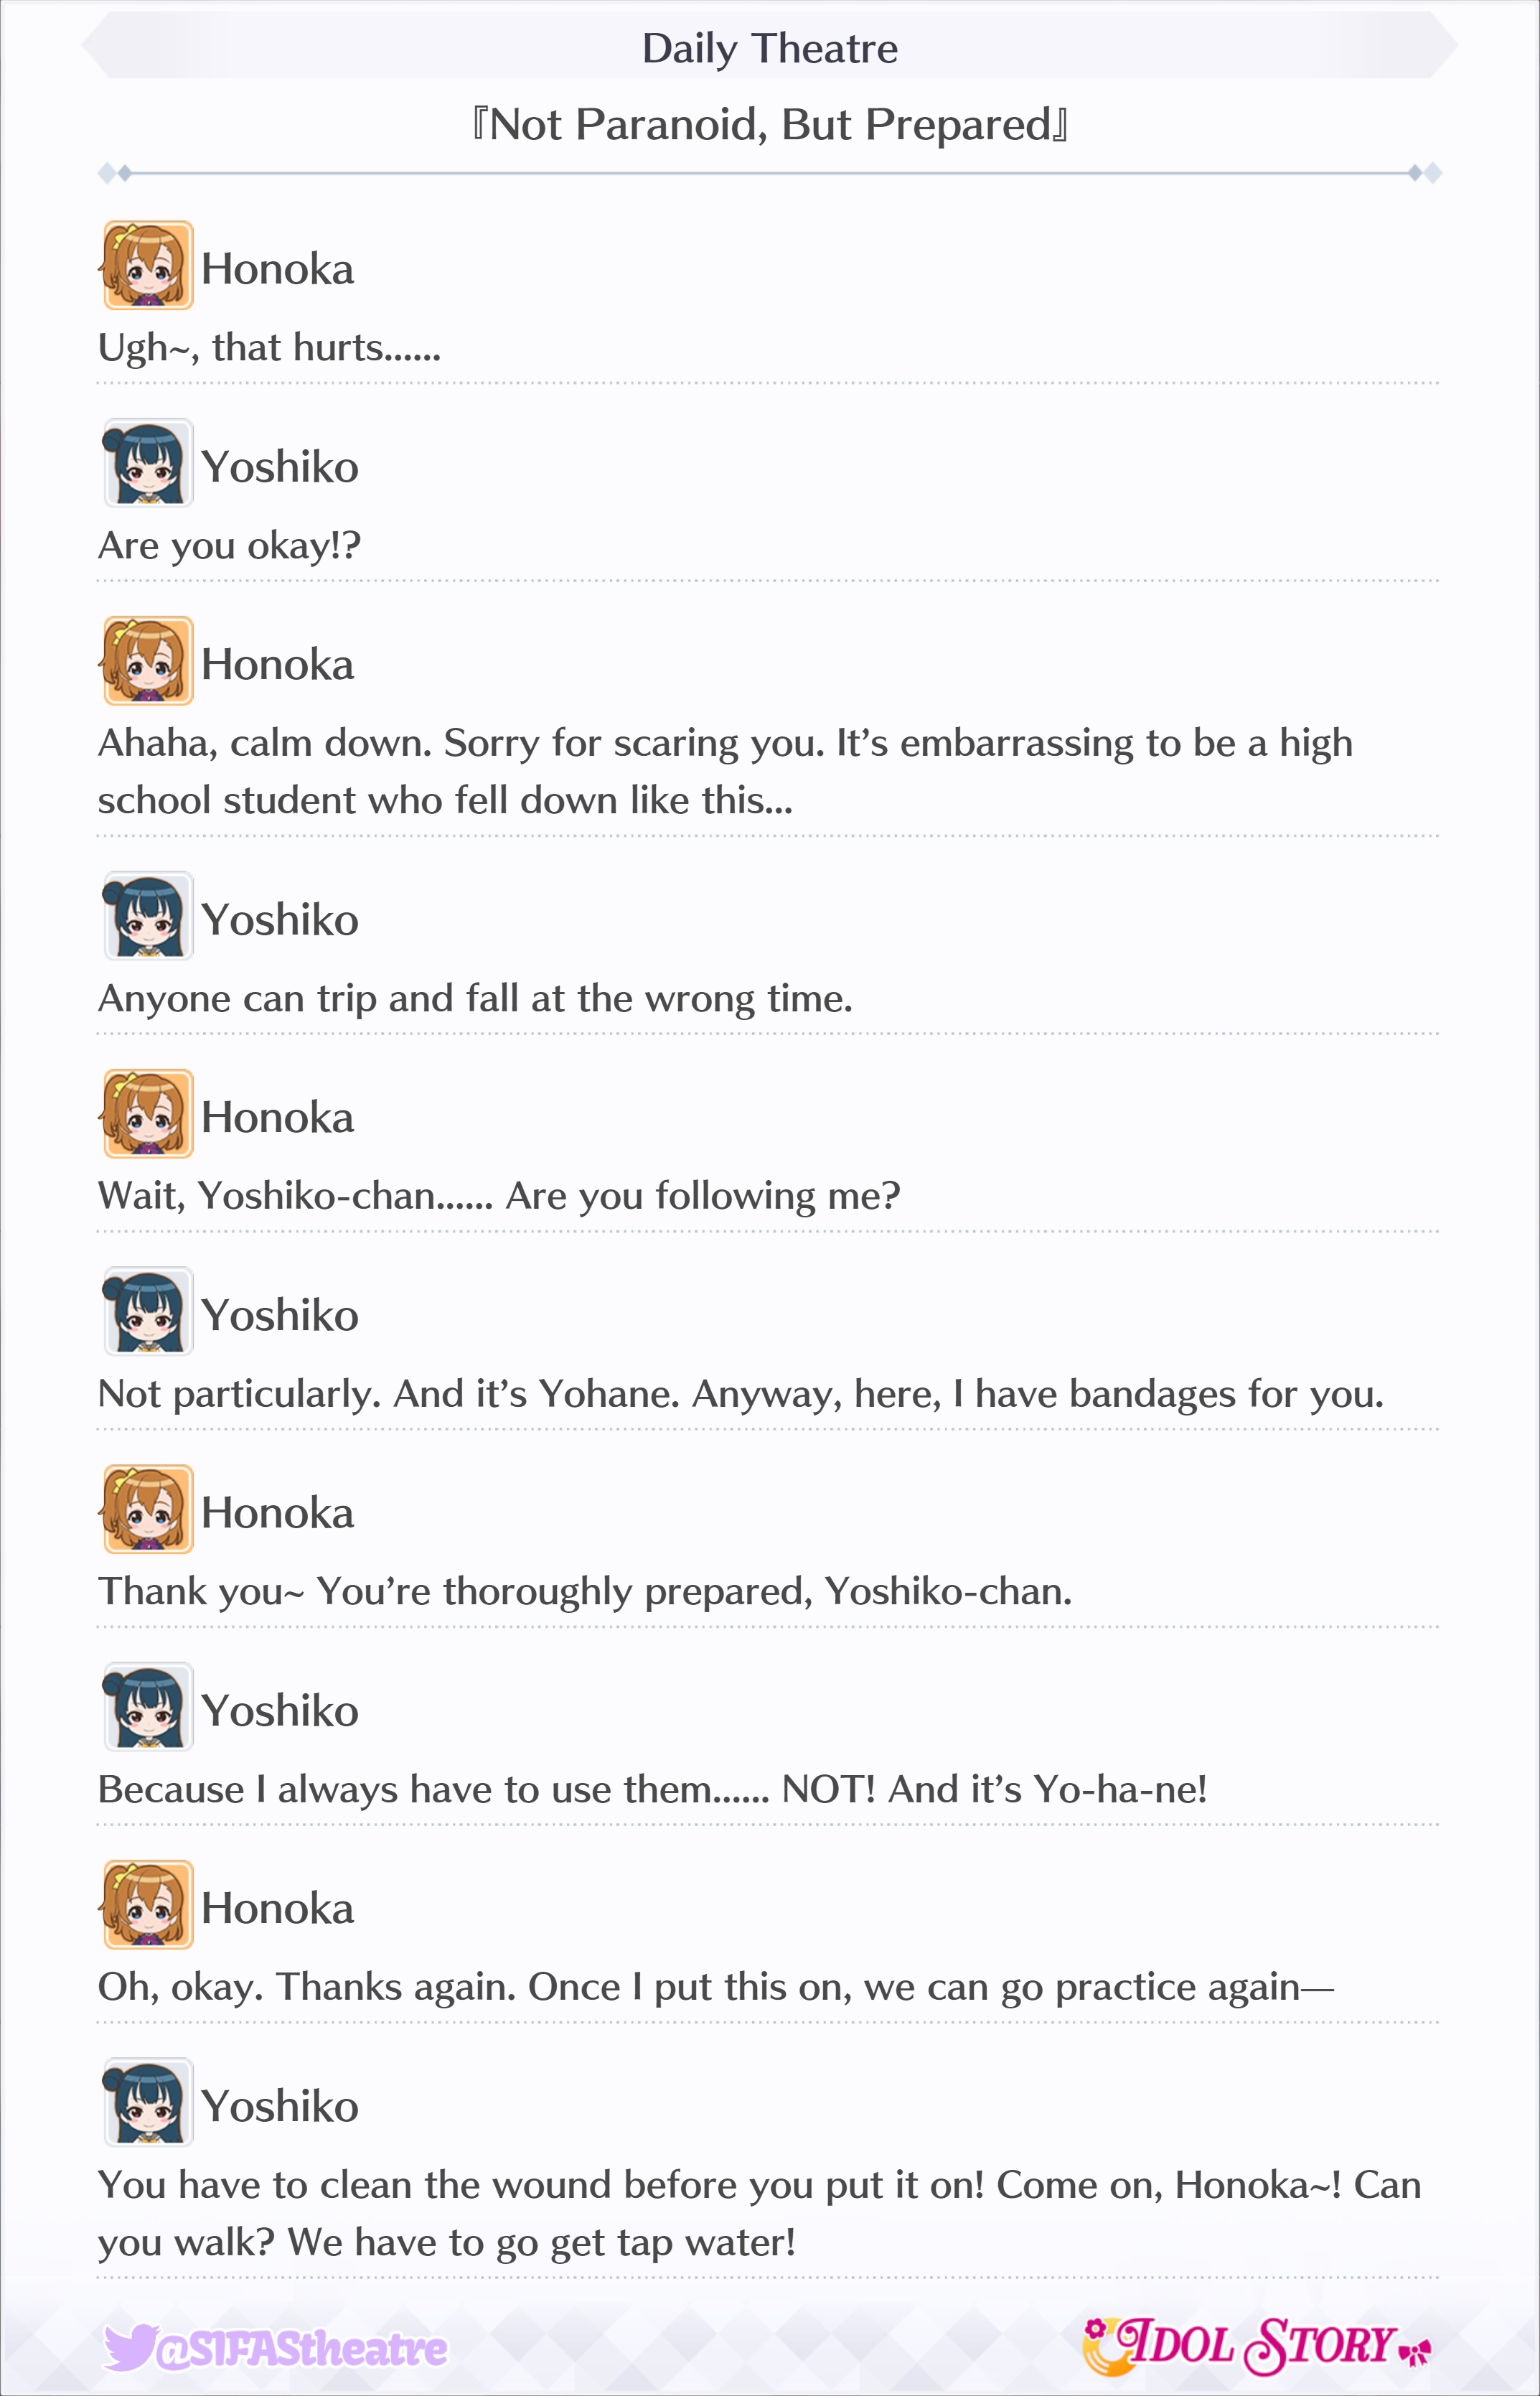 Daily Theatre
『Not Paranoid, But Prepared』
Honoka
Ugh~, that hurts......
Yoshiko
Are you okay!?
Honoka
Ahaha, calm down. Sorry for scaring you. It’s embarrassing to be a high
school student who fell down like this...
Yoshiko
Anyone can trip and fall at the wrong time.
Honoka
Wait, Yoshiko-chan...... Are you following me?
Yoshiko
Not particularly. And it’s Yohane. Anyway, here, I have bandages for you.
Honoka
Thank you~ You’re thoroughly prepared, Yoshiko-chan.
Yoshiko
Because I always have to use them...... NOT! And it’s Yo-ha-ne!
Honoka
Oh, okay. Thanks again. Once I put this on, we can go practice again—
Yoshiko
You have to clean the wound before you put it on! Come on, Honoka~! Can
you walk? We have to go get tap water!
@SIFAStheatre
IDOL STORY